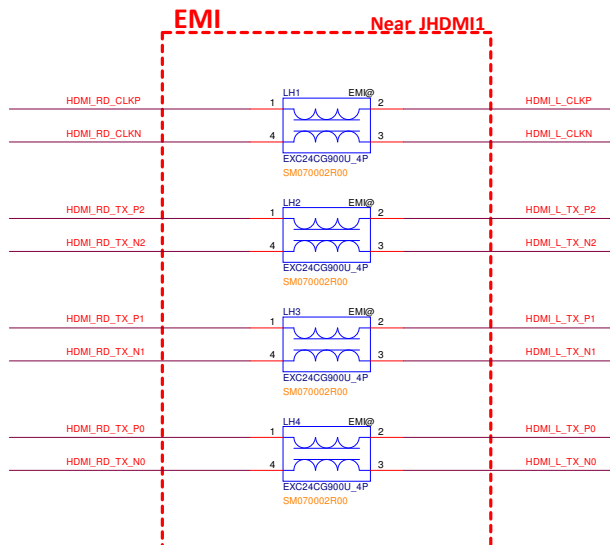 EMI
Near JHDMI1
LH1 EMI@
HDMI_RD_CLKP 1 2 HDMI_L_CLKP
HDMI_RD_CLKN 4 3 HDMI_L_CLKN
EXC24CG900U_4P
SM070002R00
LH2 EMI@
HDMI_RD_TX_P2 1 2 HDMI_L_TX_P2
HDMI_RD_TX_N2 4 3 HDMI_L_TX_N2
EXC24CG900U_4P
SM070002R00
LH3 EMI@
HDMI_RD_TX_P1 1 2 HDMI_L_TX_P1
HDMI_RD_TX_N1 4 3 HDMI_L_TX_N1
EXC24CG900U_4P
SM070002R00
LH4 EMI@
HDMI_RD_TX_P0 1 2 HDMI_L_TX_P0
HDMI_RD_TX_N0 4 3 HDMI_L_TX_N0
EXC24CG900U_4P
SM070002R00